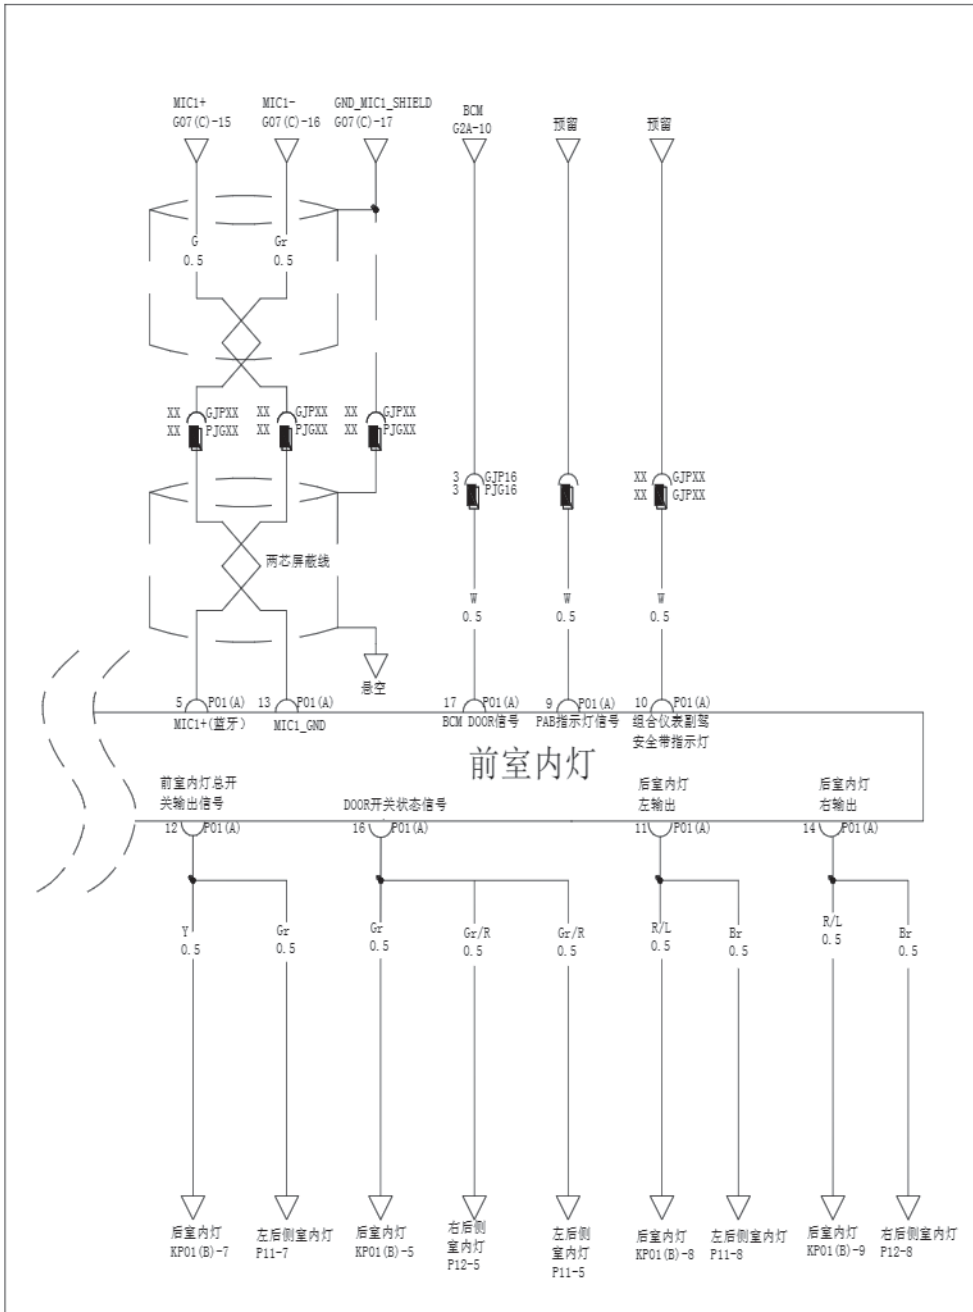 MIC1+
G07(C)-15
MIC1-
G07(C)-16
GND_MIC1_SHIELD
G07(C)-17
BCM
G2A-10
预留
预留
G
0.5
Gr
0.5
XX GJPXX
XX PJGXX
XX GJPXX
XX PJGXX
XX GJPXX
XX PJGXX
3 GJP16
3 PJG16
XX GJPXX
XX GJPXX
两芯屏蔽线
W
0.5
W
0.5
W
0.5
悬空
5 P01(A)
MIC1+(蓝牙)
13 P01(A)
MIC1_GND
17 P01(A)
BCM DOOR信号
9 P01(A)
PAB指示灯信号
10 P01(A)
组合仪表副驾
安全带指示灯
前室内灯
前室内灯总开
关输出信号
DOOR开关状态信号
后室内灯
左输出
后室内灯
右输出
12 P01(A)
16 P01(A)
11 P01(A)
14 P01(A)
Y
0.5
Gr
0.5
Gr
0.5
Gr/R
0.5
Gr/R
0.5
R/L
0.5
Br
0.5
R/L
0.5
Br
0.5
后室内灯
KP01(B)-7
左后侧室内灯
P11-7
后室内灯
KP01(B)-5
右后侧
室内灯
P12-5
左后侧
室内灯
P11-5
后室内灯
KP01(B)-8
左后侧室内灯
P11-8
后室内灯
KP01(B)-9
右后侧室内灯
P12-8